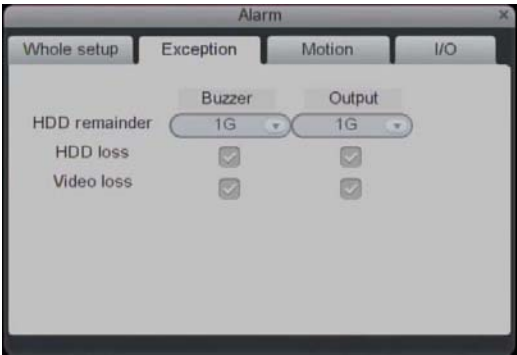 Alarm
Whole setup Exception Motion I/O
Buzzer Output
HDD remainder 1G 1G
HDD loss
Video loss